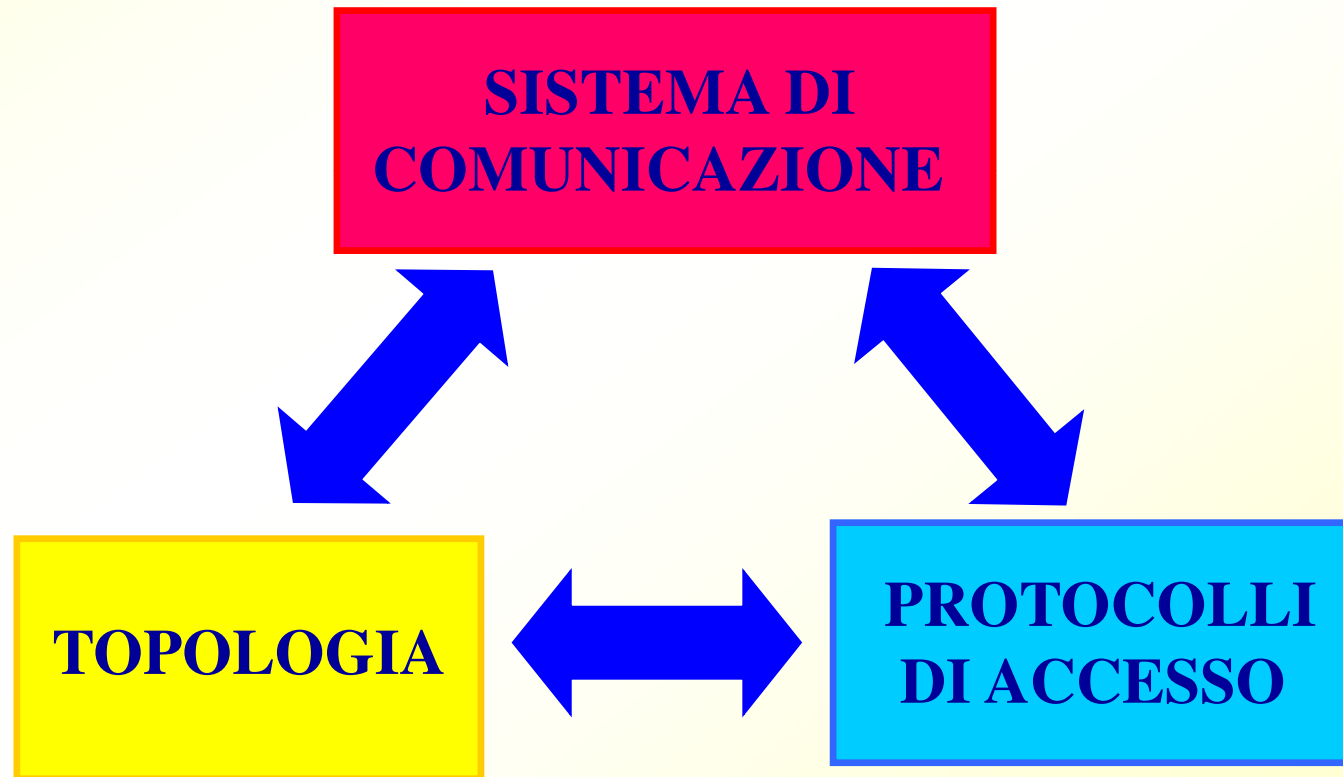 SISTEMA DI
COMUNICAZIONE
TOPOLOGIA
PROTOCOLLI
DI ACCESSO